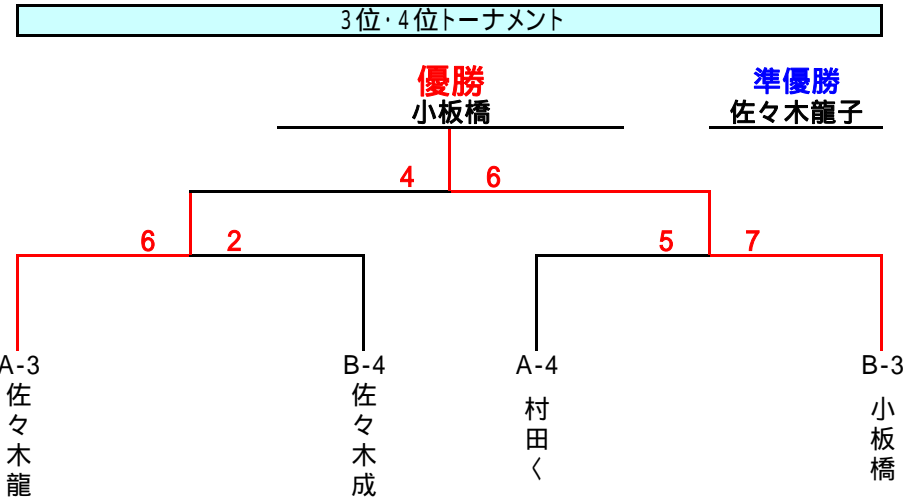 3位・4位トーナメント
優勝
準優勝
小板橋
佐々木龍子
4 6
6 2
5 7
A-3
B-4
A-4
B-3
佐々木龍
佐々木成
村田く
小板橋